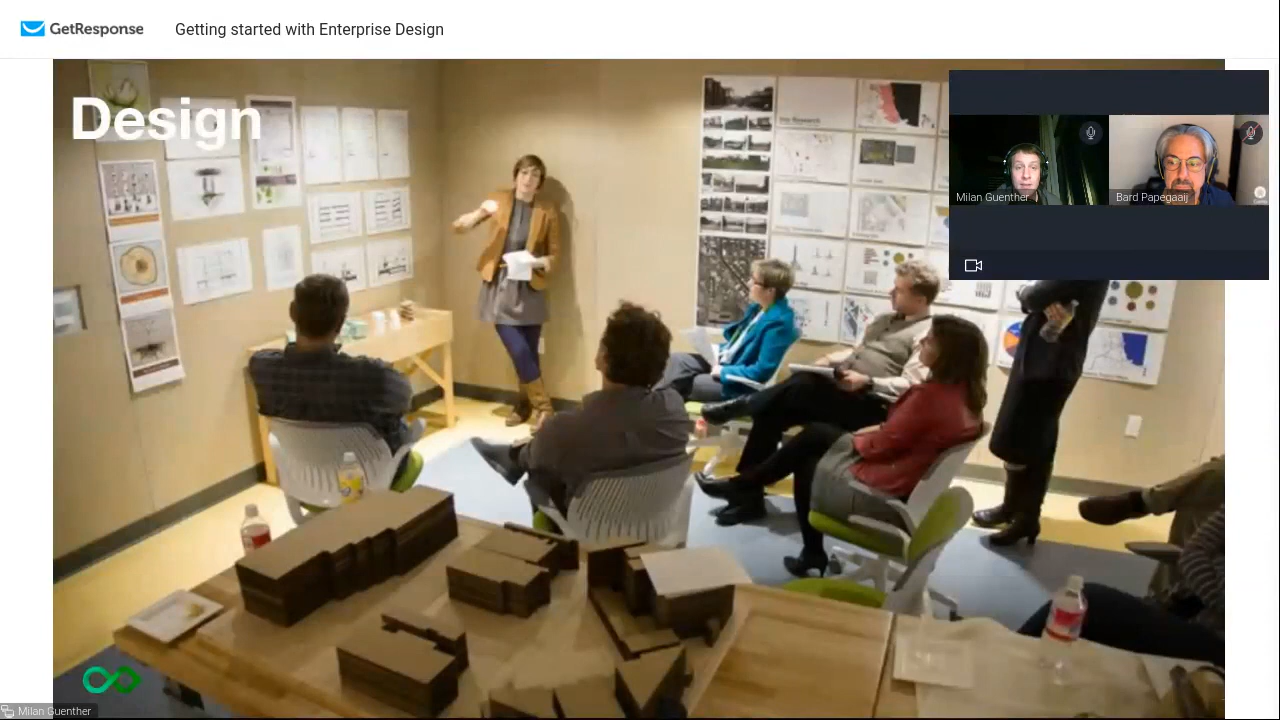 GetResponse
Getting started with Enterprise Design
Design
Milan Guenther
Bard Papegaaij
Milan Guenther